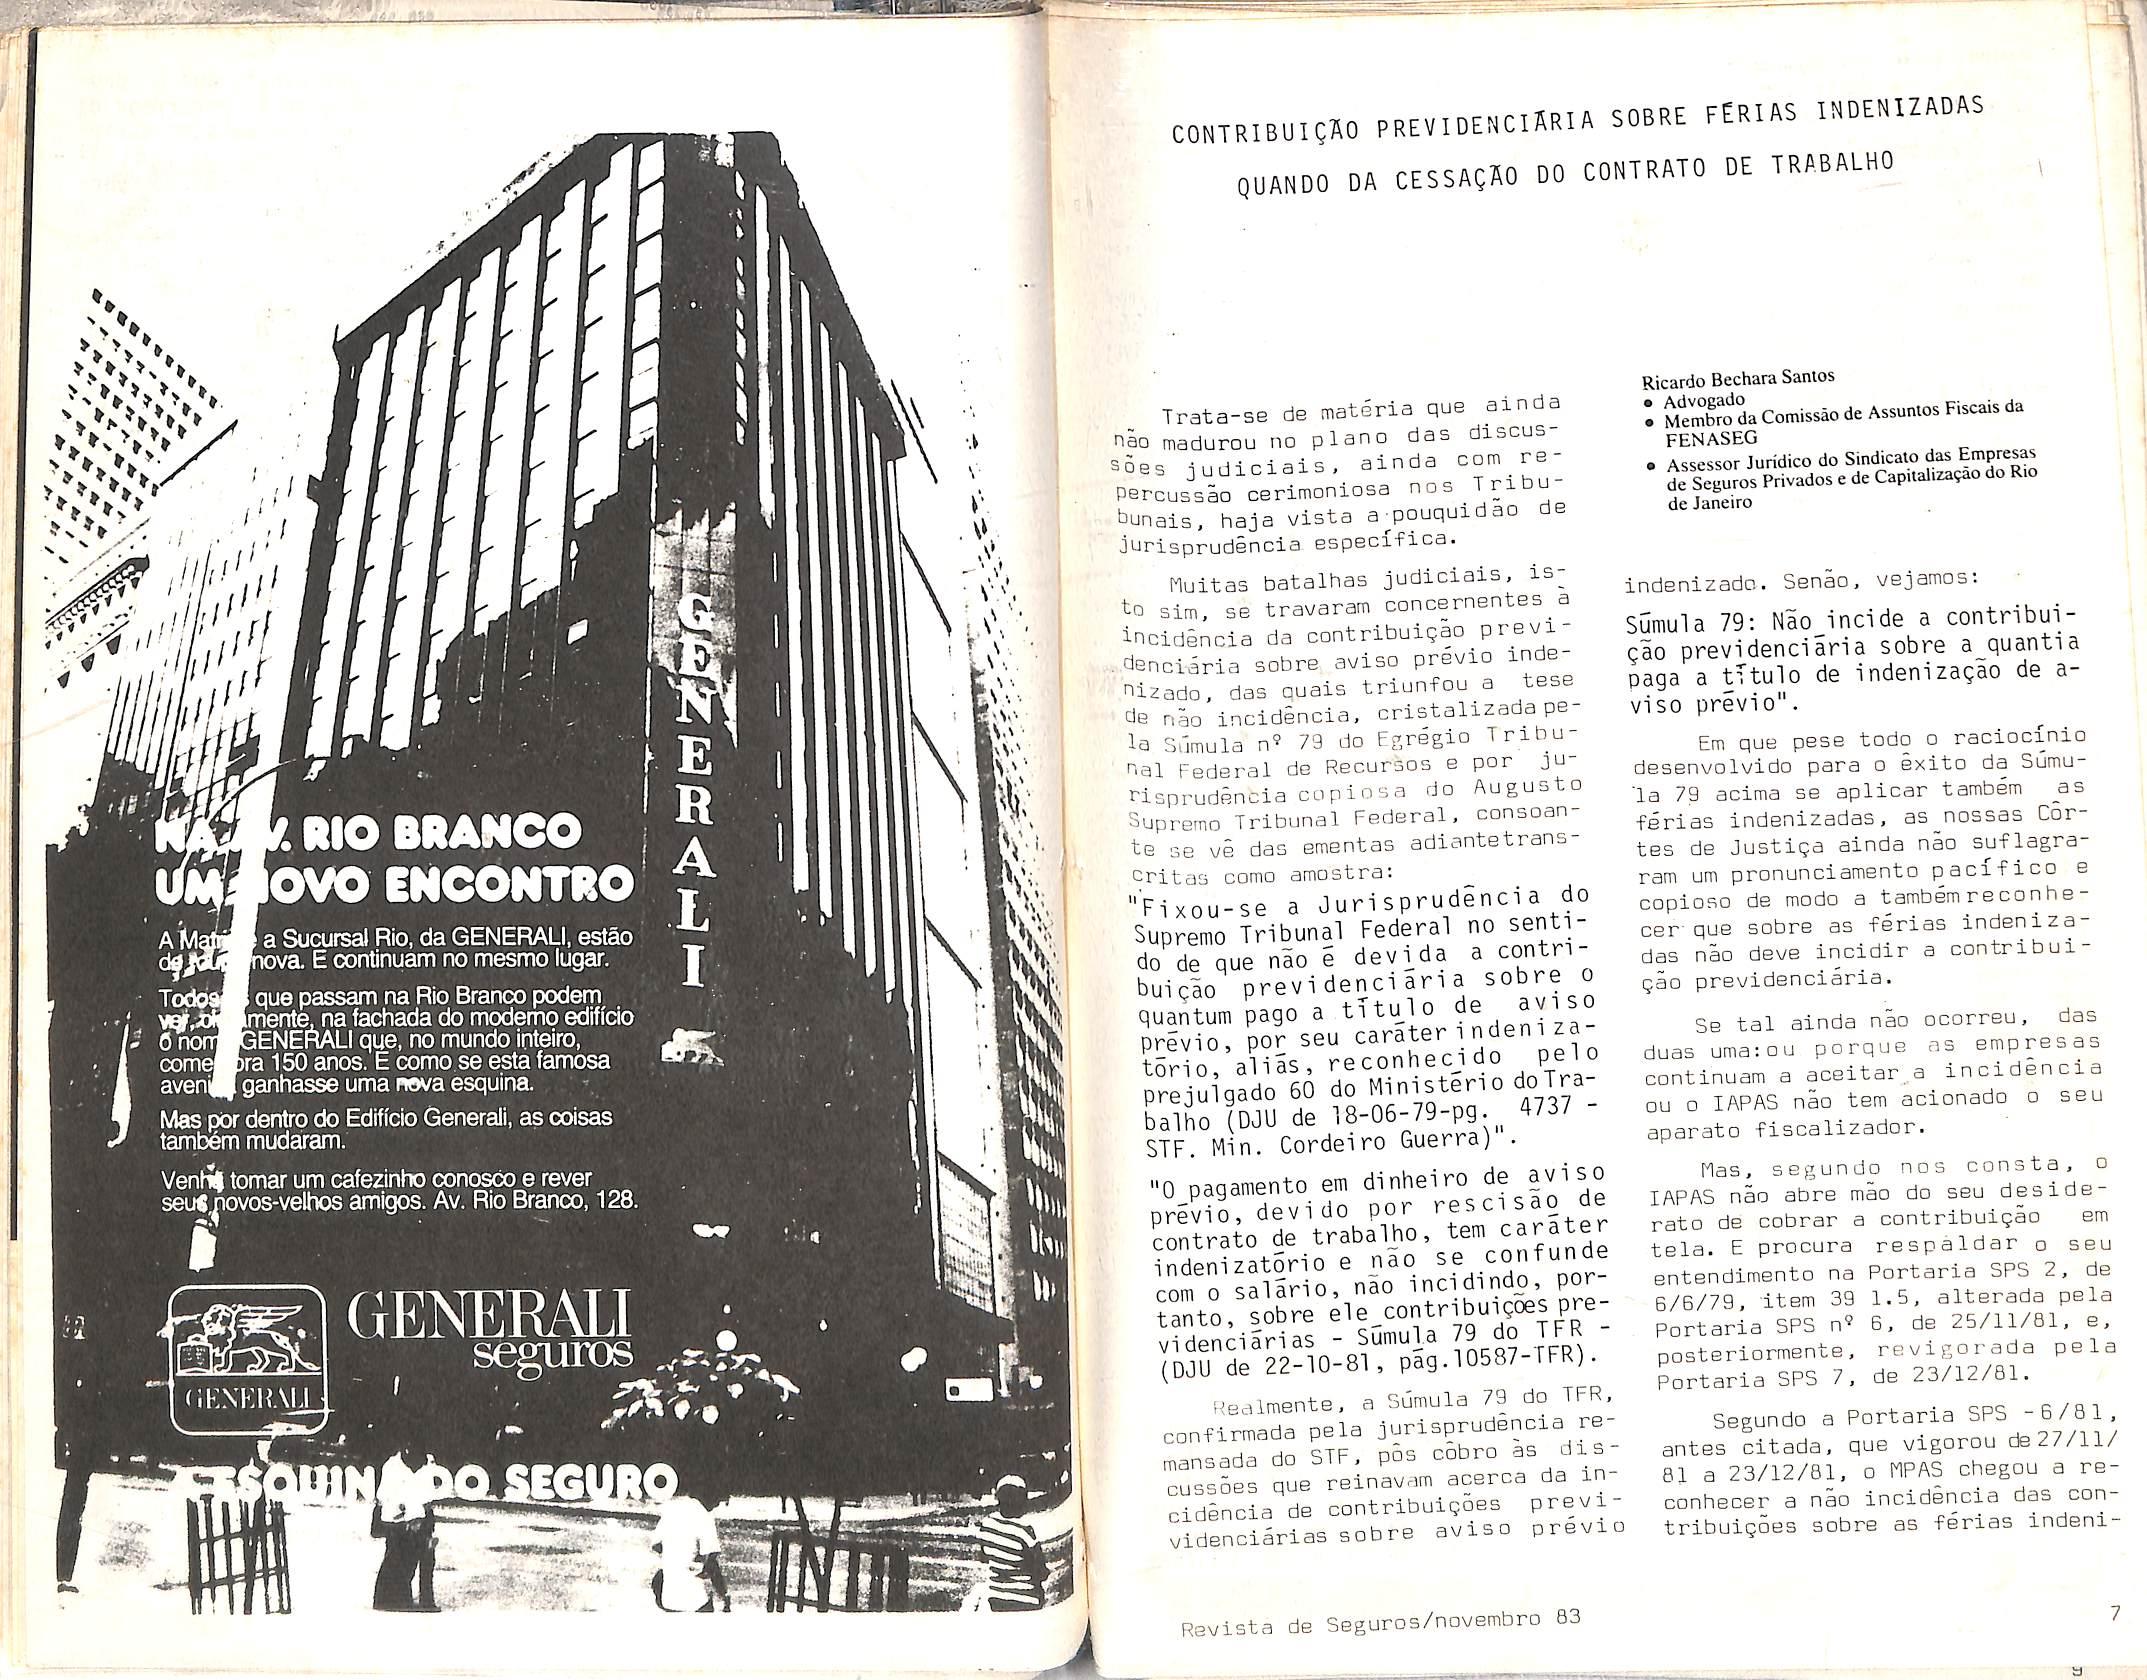 GENERALI
NA AV. RIO BRANCO
UM NOVO ENCONTRO
A Matriz e a Sucursal Rio, da GENERALI, estão
de nova. E continuam no mesmo lugar.
Todos que passam na Rio Branco podem
ver, na fachada do moderno edifício
o nome GENERALI que, no mundo inteiro,
comemora 150 anos. É como se esta famosa
avenida ganhasse uma nova esquina.
Mas por dentro do Edifício Generali, as coisas
também mudaram.
Venha tomar um cafezinho conosco e rever
seus novos-velhos amigos. Av. Rio Branco, 128.
GENERALI
seguros
GENERALI
ESQUINA DO SEGURO
CONTRIBUIÇÃO PREVIDENCIÁRIA SOBRE FÉRIAS INDENIZADAS
QUANDO DA CESSAÇÃO DO CONTRATO DE TRABALHO
Ricardo Bechara Santos
• Advogado
• Membro da Comissão de Assuntos Fiscais da
FENASEG
• Assessor Jurídico do Sindicato das Empresas
de Seguros Privados e de Capitalização do Rio
de Janeiro
Trata-se de matéria que ainda
não madurou no plano das discus-
sões judiciais, ainda com re-
percussão cerimoniosa nos Tribu-
bunais, haja vista a pouquidão de
jurisprudência específica.
Muitas batalhas judiciais, is-
to sim, se travaram concernentes à
incidência da contribuição previ-
denciária sobre aviso prévio inde-
nizado, das quais triunfou a tese
de não incidência, cristalizada pe-
la Súmula nº 79 do Egrégio Tribu-
nal Federal de Recursos e por ju-
risprudência copiosa do Augusto
Supremo Tribunal Federal, consoan-
te se vê das ementas adiante trans-
critas como amostra:
"Fixou-se a Jurisprudência do
Supremo Tribunal Federal no senti-
do de que não é devida a contri-
buição previdenciária sobre o
quantum pago a título de aviso
prévio, por seu caráter indeniza-
tório, aliás, reconhecido pelo
prejulgado 60 do Ministério do Tra-
balho (DJU de 18-06-79-pg. 4737 -
STF. Min. Cordeiro Guerra)".
"O pagamento em dinheiro de aviso
prévio, devido por rescisão de
contrato de trabalho, tem caráter
indenizatório e não se confunde
com o salário, não incidindo, por-
tanto, sobre ele contribuições pre-
videnciárias - Súmula 79 do TFR -
(DJU de 22-10-81, pág.10587-TFR).
Realmente, a Súmula 79 do TFR,
confirmada pela jurisprudência re-
mansada do STF, pôs côbro às dis-
cussões que reinavam acerca da in-
cidência de contribuições previ-
videnciárias sobre aviso prévio
indenizado. Senão, vejamos:
Súmula 79: Não incide a contribui-
ção previdenciária sobre a quantia
paga a título de indenização de a-
viso prévio".
Em que pese todo o raciocínio
desenvolvido para o êxito da Súmu-
la 79 acima se aplicar também as
férias indenizadas, as nossas Côr-
tes de Justiça ainda não suflagra-
ram um pronunciamento pacífico e
copioso de modo a também reconhe-
cer que sobre as férias indeniza-
das não deve incidir a contribui-
ção previdenciária.
Se tal ainda não ocorreu, das
duas uma:ou porque as empresas
continuam a aceitar a incidência
ou o IAPAS não tem acionado o seu
aparato fiscalizador.
Mas, segundo nos consta, o
IAPAS não abre mão do seu deside-
rato de cobrar a contribuição em
tela. E procura respaldar o seu
entendimento na Portaria SPS 2, de
6/6/79, item 39 1.5, alterada pela
Portaria SPS nº 6, de 25/11/81, e,
posteriormente, revigorada pela
Portaria SPS 7, de 23/12/81.
Segundo a Portaria SPS -6/81,
antes citada, que vigorou de 27/11/
81 a 23/12/81, o MPAS chegou a re-
conhecer a não incidência das con-
tribuições sobre as férias indeni-
Revista de Seguros/novembro 83
7
9